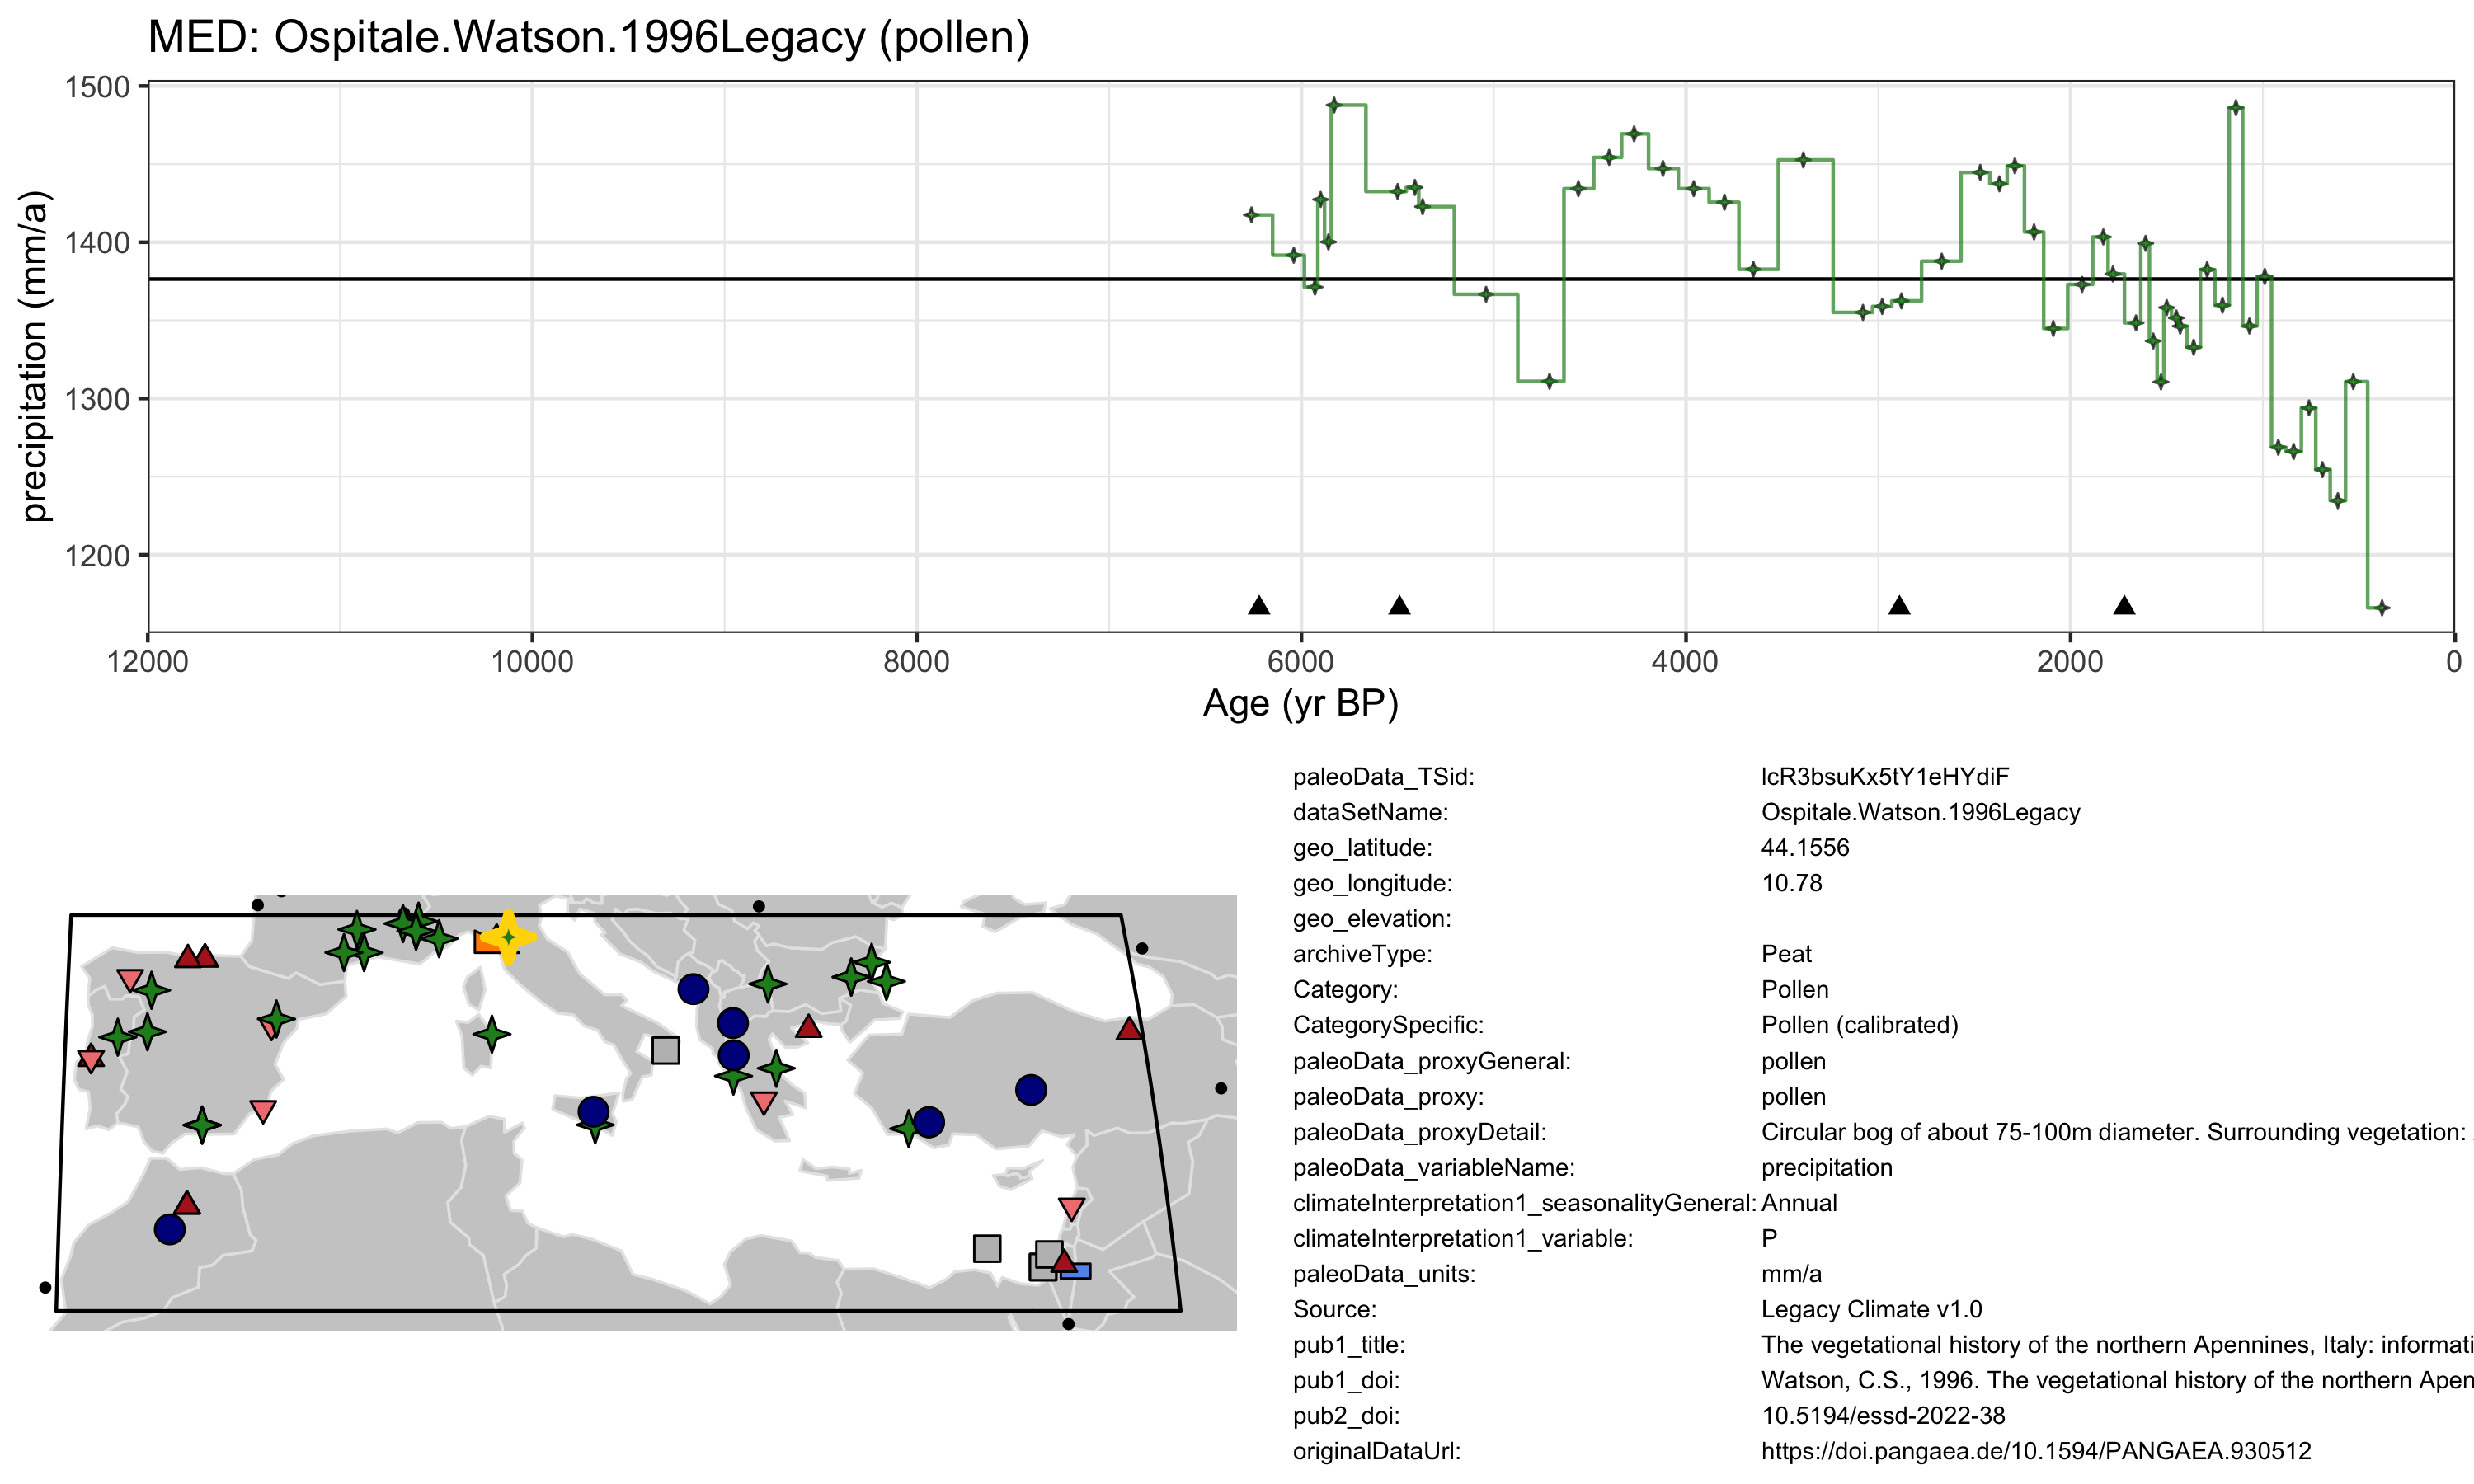 MED: Ospitale.Watson.1996Legacy (pollen)
precipitation (mm/a)
1500
1400
1300
1200
12000 10000 8000 6000 4000 2000 0
Age (yr BP)
paleoData_TSid: lcR3bsuKx5tY1eHYdiF
dataSetName: Ospitale.Watson.1996Legacy
geo_latitude: 44.1556
geo_longitude: 10.78
geo_elevation:
archiveType: Peat
Category: Pollen
CategorySpecific: Pollen (calibrated)
paleoData_proxyGeneral: pollen
paleoData_proxy: pollen
paleoData_proxyDetail: Circular bog of about 75-100m diameter. Surrounding vegetation:
paleoData_variableName: precipitation
climateInterpretation1_seasonalityGeneral: Annual
climateInterpretation1_variable: P
paleoData_units: mm/a
Source: Legacy Climate v1.0
pub1_title: The vegetational history of the northern Apennines, Italy: informati
pub1_doi: Watson, C.S., 1996. The vegetational history of the northern Apen
pub2_doi: 10.5194/essd-2022-38
originalDataUrl: https://doi.pangaea.de/10.1594/PANGAEA.930512